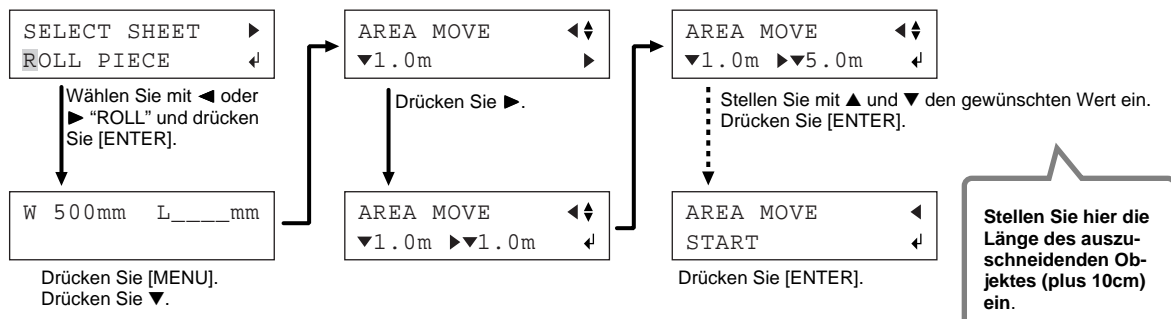 SELECT SHEET ▶
ROLL PIECE ↵
Wählen Sie mit ◀ oder
▶ "ROLL" und drücken
Sie [ENTER].
W 500mm L____mm
Drücken Sie [MENU].
Drücken Sie ▼.
AREA MOVE ◀▲▼
▼1.0m ▶
Drücken Sie ▶.
AREA MOVE ◀▲▼
▼1.0m ▶▼1.0m ↵
AREA MOVE ◀▲▼
▼1.0m ▶▼5.0m ↵
Stellen Sie mit ▲ und ▼ den gewünschten Wert ein.
Drücken Sie [ENTER].
AREA MOVE ◀
START ↵
Drücken Sie [ENTER].
Stellen Sie hier die
Länge des auszu-
schneidenden Ob-
jektes (plus 10cm)
ein.